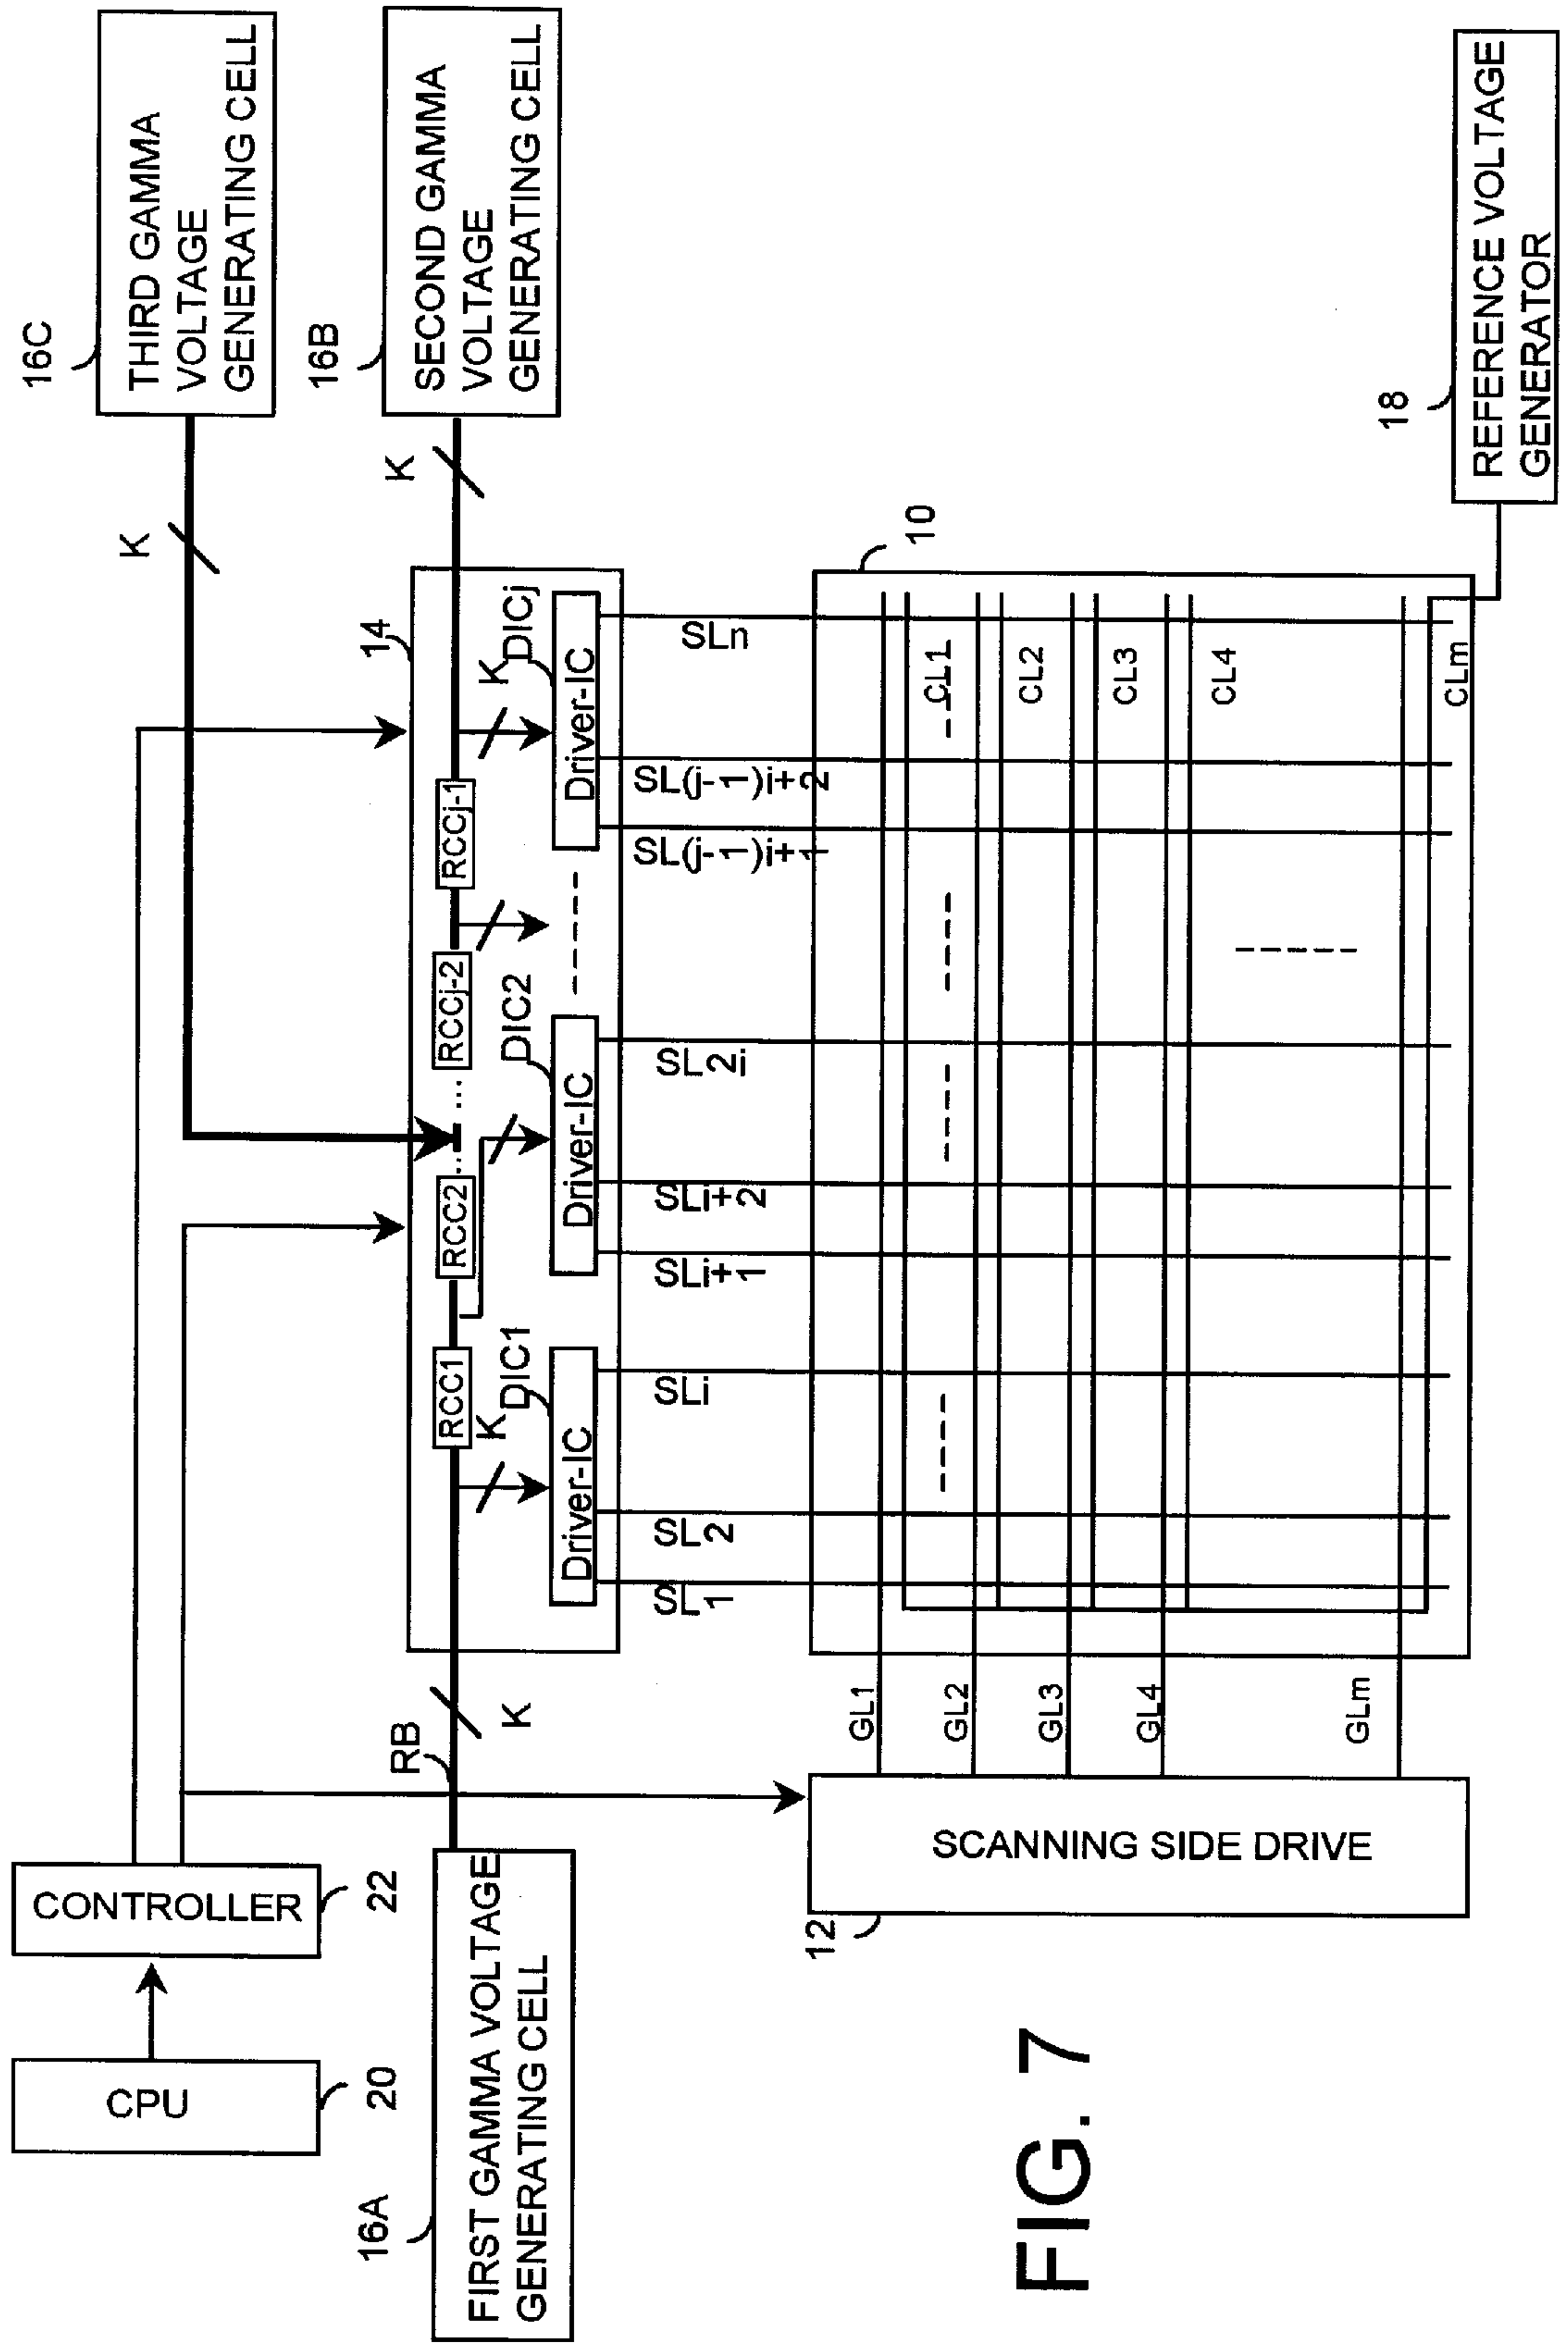 16C
THIRD GAMMA
VOLTAGE
GENERATING CELL
K
16B
SECOND GAMMA
VOLTAGE
GENERATING CELL
K
CPU
20
CONTROLLER
22
16A
FIRST GAMMA VOLTAGE
GENERATING CELL
RB
K
14
RCC1
RCC2
...
...
RCCj-2
RCCj-1
K
DIC1
DIC2
K
DICj
Driver-IC
Driver-IC
Driver-IC
SL1
SL2
SLi
SLi+1
SLi+2
SL2i
SL(j-1)i+1
SL(j-1)i+2
SLn
10
12
SCANNING SIDE DRIVE
GL1
GL2
GL3
GL4
GLm
CL1
CL2
CL3
CL4
CLm
18
REFERENCE VOLTAGE
GENERATOR
FIG. 7